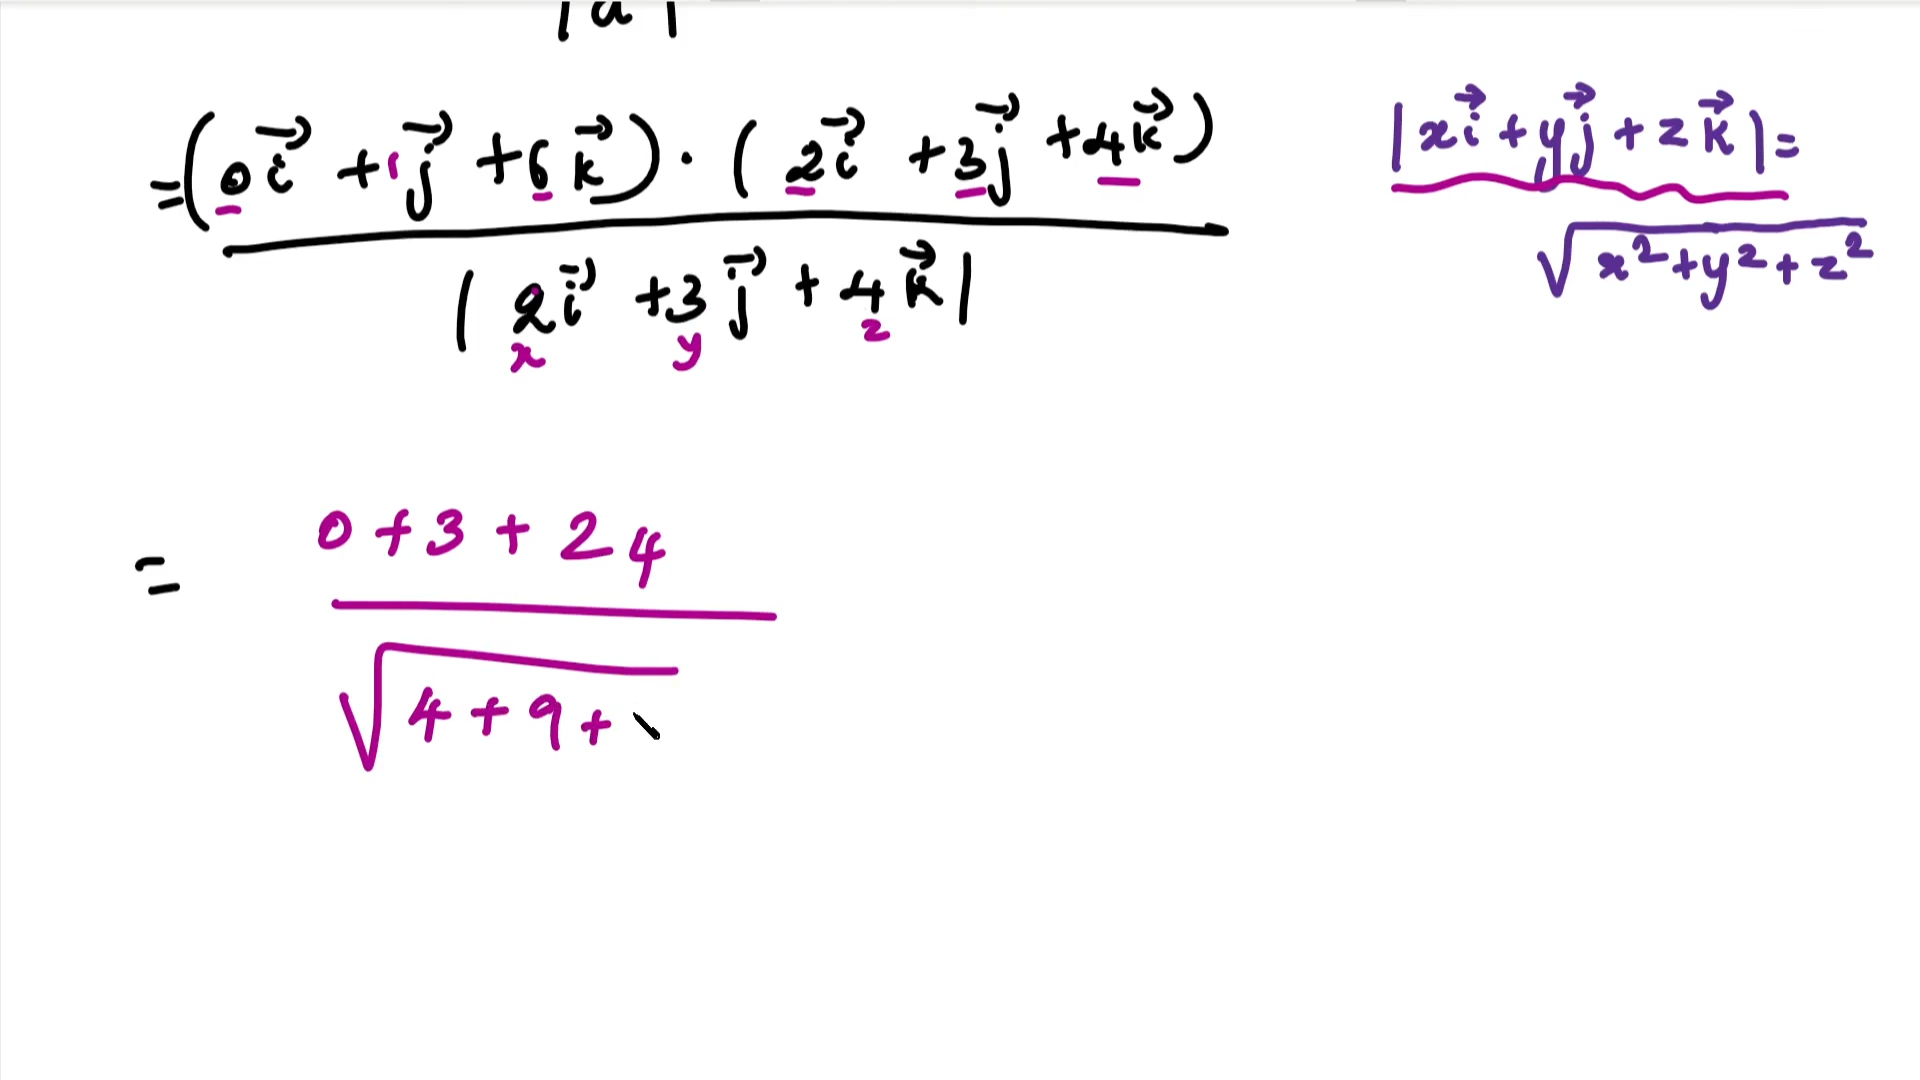 |a|
=(0i⃗ +1j⃗ +6k⃗) · (2i⃗ +3j⃗ +4k⃗)
|2i⃗ +3j⃗ +4k⃗|
x y z
|xi⃗ +yj⃗ +zk⃗|=
√x²+y²+z²
= 0+3+24
√4+9+